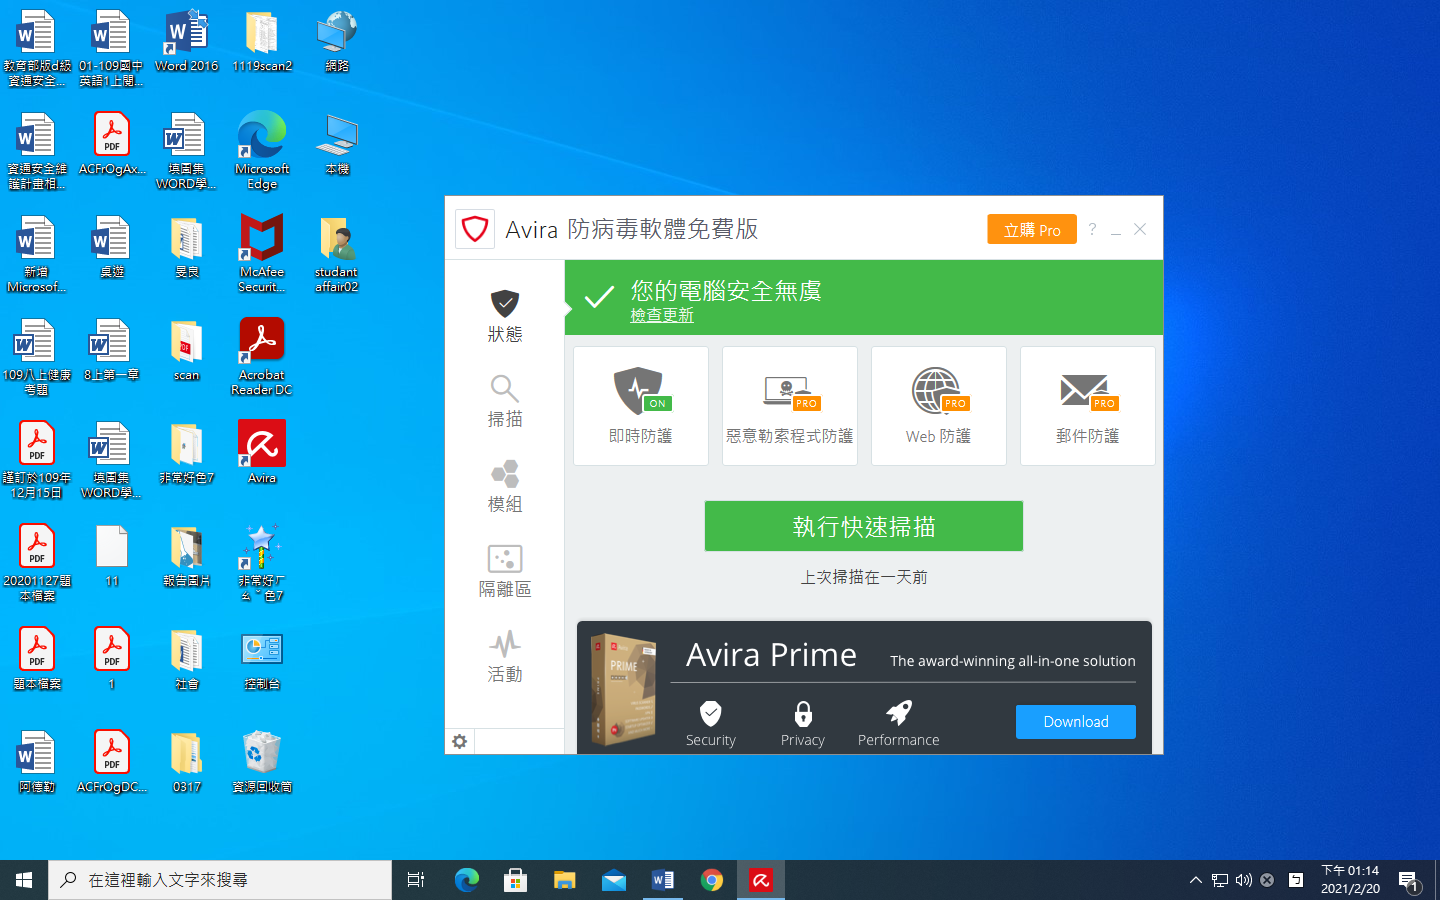 教育部版d級
資通安全...
01-109國中
英語1上閱...
Word 2016
1119scan2
網路
資通安全維
護計畫相...
ACFrOgAx...
填圖集
WORD學...
Microsoft
Edge
本機
新增
Microsof...
桌遊
旻良
McAfee
Securit...
studant
affair02
109八上健康
考題
8上第一章
scan
Acrobat
Reader DC
謹訂於109年
12月15日
填圖集
WORD學...
非常好色7
Avira
20201127題
本檔案
11
報告圖片
非常好ㄏ
ㄠˇ色7
題本檔案
1
社會
控制台
阿德勒
ACFrOgDC...
0317
資源回收筒
Avira 防病毒軟體免費版
立購 Pro
?
您的電腦安全無虞
檢查更新
狀態
掃描
模組
隔離區
活動
ON
即時防護
PRO
惡意勒索程式防護
PRO
Web 防護
PRO
郵件防護
執行快速掃描
上次掃描在一天前
PRIME
Avira Prime
The award-winning all-in-one solution
Security
Privacy
Performance
Download
在這裡輸入文字來搜尋
ㄅ
下午 01:14
2021/2/20
1